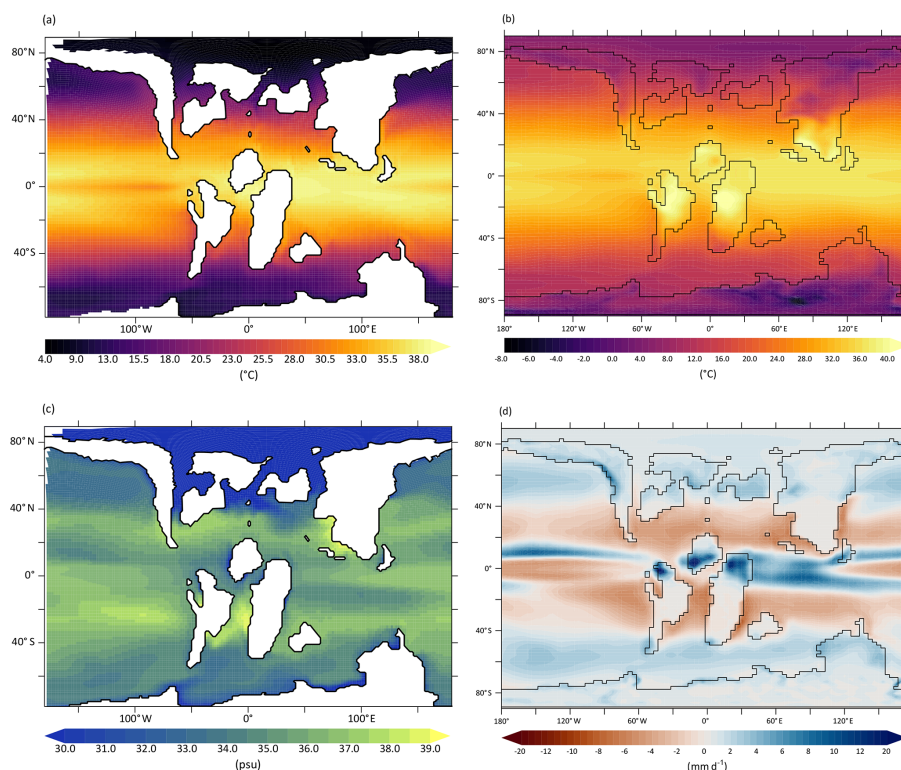 (a)
80°N
40°N
0°
40°S
100°W 0° 100°E
4.0 9.0 13.0 15.5 18.0 20.5 23.0 25.5 28.0 30.5 33.0 35.5 38.0
(°C)
(b)
80°N
40°N
0°
40°S
80°S
180° 120°W 60°W 0° 60°E 120°E
-8.0 -6.0 -4.0 -2.0 0.0 2.0 4.0 8.0 12.0 16.0 20.0 24.0 28.0 32.0 36.0 40.0
(°C)
(c)
80°N
40°N
0°
40°S
100°W 0° 100°E
30.0 31.0 32.0 33.0 34.0 35.0 36.0 37.0 38.0 39.0
(psu)
(d)
80°N
40°N
0°
40°S
80°S
180° 120°W 60°W 0° 60°E 120°E
-20 -12 -10 -8 -6 -4 -2 0 2 4 6 8 10 12 20
(mm d⁻¹)